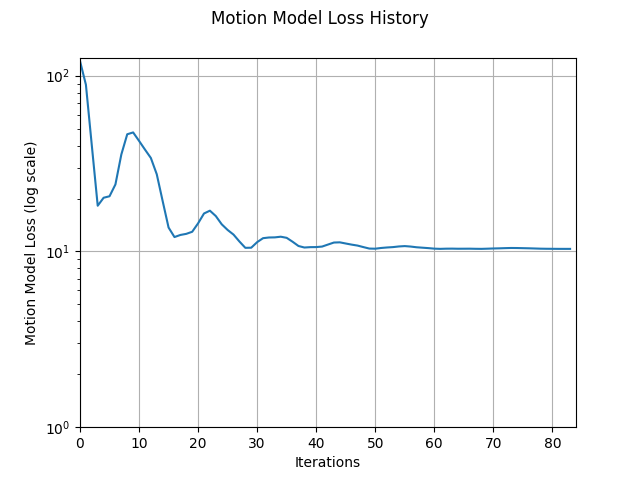 Motion Model Loss History
Motion Model Loss (log scale)
10²
10¹
10⁰
0 10 20 30 40 50 60 70 80
Iterations